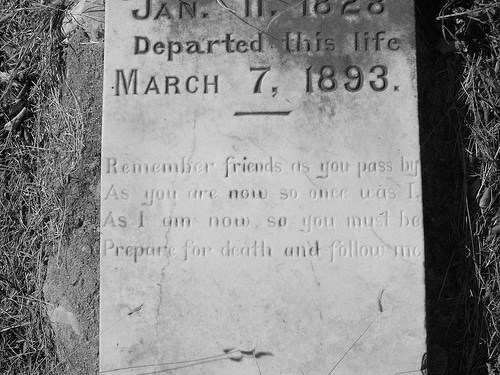 JAN. 11. 1828
Departed this life
MARCH 7, 1893.
Remember friends as you pass by
As you are now so once was I.
As I am now so you must be
Prepare for death and follow me